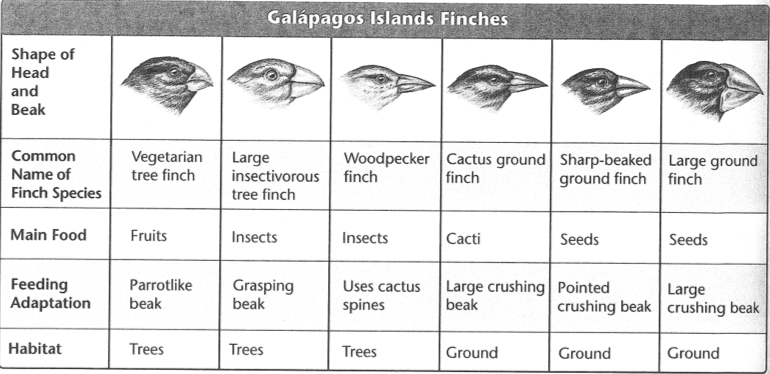 Galápagos Islands Finches
Shape of
Head
and
Beak
Common
Name of
Finch Species
Vegetarian
tree finch
Large
insectivorous
tree finch
Woodpecker
finch
Cactus ground
finch
Sharp-beaked
ground finch
Large ground
finch
Main Food
Fruits
Insects
Insects
Cacti
Seeds
Seeds
Feeding
Adaptation
Parrotlike
beak
Grasping
beak
Uses cactus
spines
Large crushing
beak
Pointed
crushing beak
Large
crushing beak
Habitat
Trees
Trees
Trees
Ground
Ground
Ground